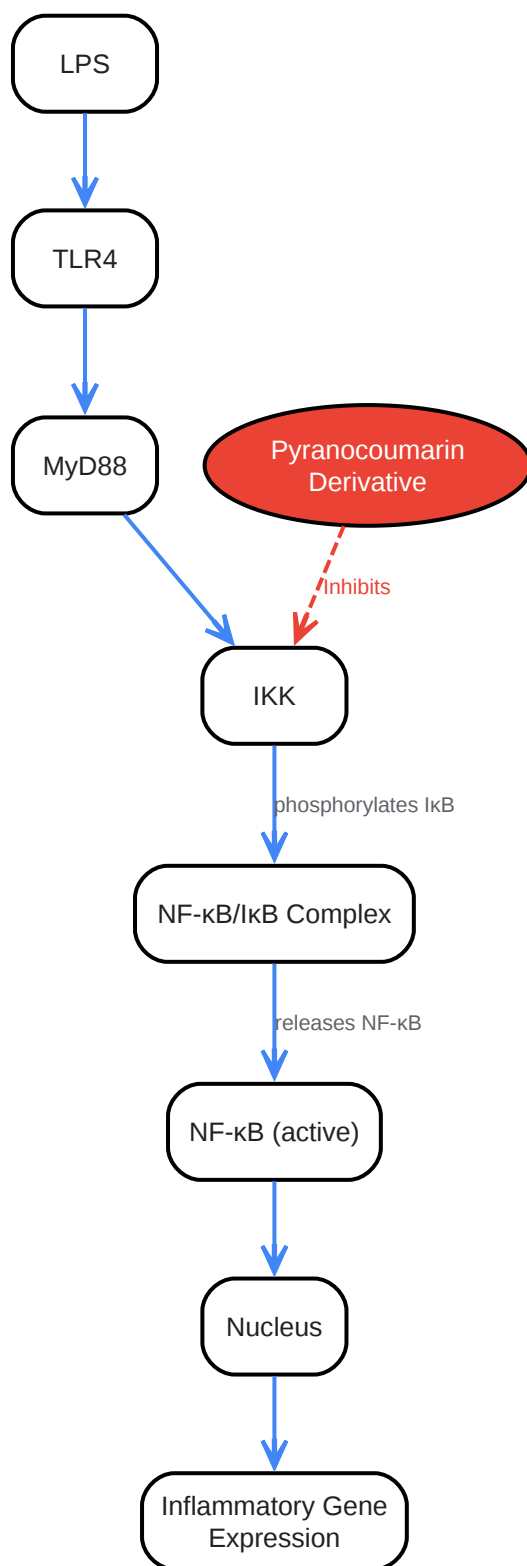 LPS
TLR4
MyD88
Pyranocoumarin
Derivative
Inhibits
IKK
phosphorylates IκB
NF-κB/IκB Complex
releases NF-κB
NF-κB (active)
Nucleus
Inflammatory Gene
Expression